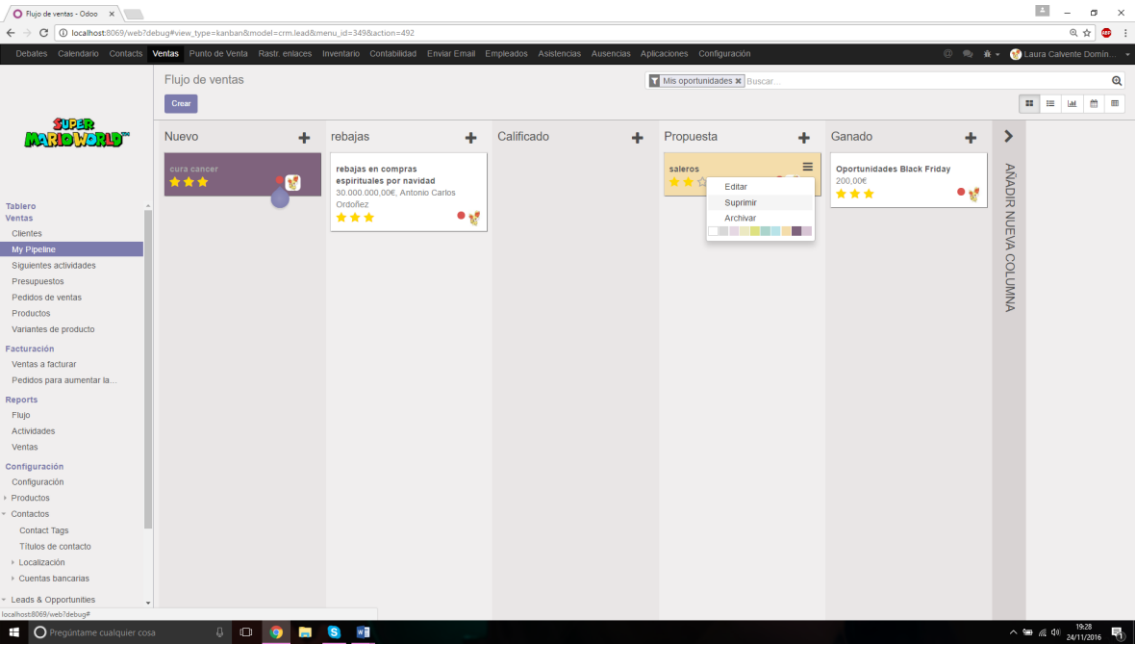 Flujo de ventas - Odoo
localhost:8069/web?debug#view_type=kanban&model=crm.lead&menu_id=349&action=492
ABP
Debates Calendario Contacts Ventas Punto de Venta Rastr. enlaces Inventario Contabilidad Enviar Email Empleados Asistencias Ausencias Aplicaciones Configuración Laura Calvente Domin...
Flujo de ventas
Mis oportunidades Buscar...
Crear
SUPER
MARIO WORLD
Nuevo
rebajas
Calificado
Propuesta
Ganado
cura cancer
rebajas en compras
espirituales por navidad
30.000.000,00€, Antonio Carlos
Ordoñez
saleros
Editar
Suprimir
Archivar
Oportunidades Black Friday
200,00€
AÑADIR NUEVA COLUMNA
Tablero
Ventas
Clientes
My Pipeline
Siguientes actividades
Presupuestos
Pedidos de ventas
Productos
Variantes de producto
Facturación
Ventas a facturar
Pedidos para aumentar la...
Reports
Flujo
Actividades
Ventas
Configuración
Configuración
Productos
Contactos
Contact Tags
Títulos de contacto
Localización
Cuentas bancarias
Leads & Opportunities
localhost:8069/web?debug#
Pregúntame cualquier cosa
19:28
24/11/2016